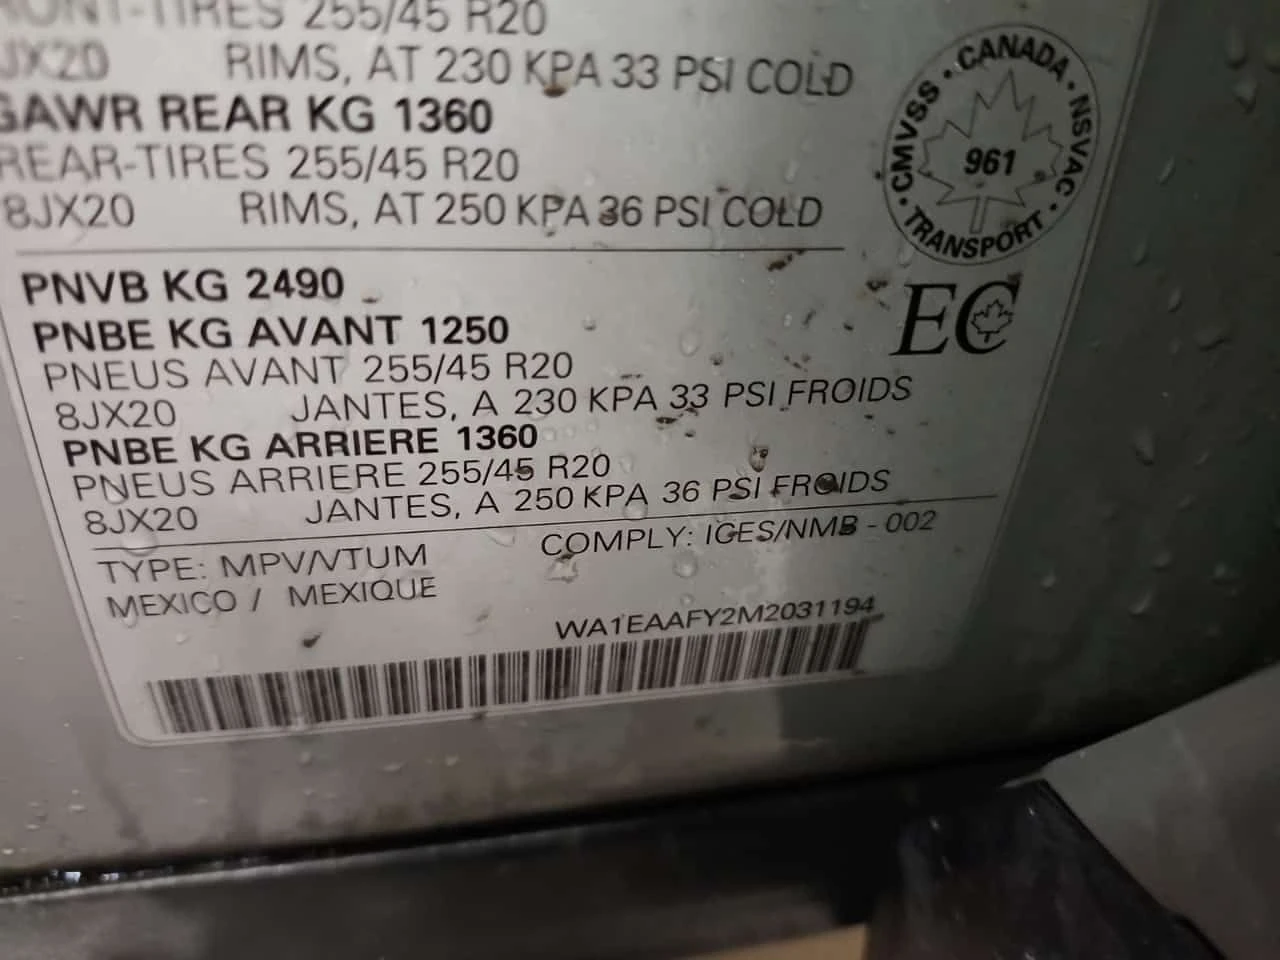 FRONT-TIRES 255/45 R20
8JX20 RIMS, AT 230 KPA 33 PSI COLD
GAWR REAR KG 1360
REAR-TIRES 255/45 R20
8JX20 RIMS, AT 250 KPA 36 PSI COLD
CANADA · NSVAC · TRANSPORT · CMVSS ·
961
PNVB KG 2490
EC
PNBE KG AVANT 1250
PNEUS AVANT 255/45 R20
8JX20 JANTES, A 230 KPA 33 PSI FROIDS
PNBE KG ARRIERE 1360
PNEUS ARRIERE 255/45 R20
8JX20 JANTES, A 250 KPA 36 PSI FROIDS
TYPE: MPV/VTUM COMPLY: IGES/NMB - 002
MEXICO / MEXIQUE
WA1EAAFY2M2031194